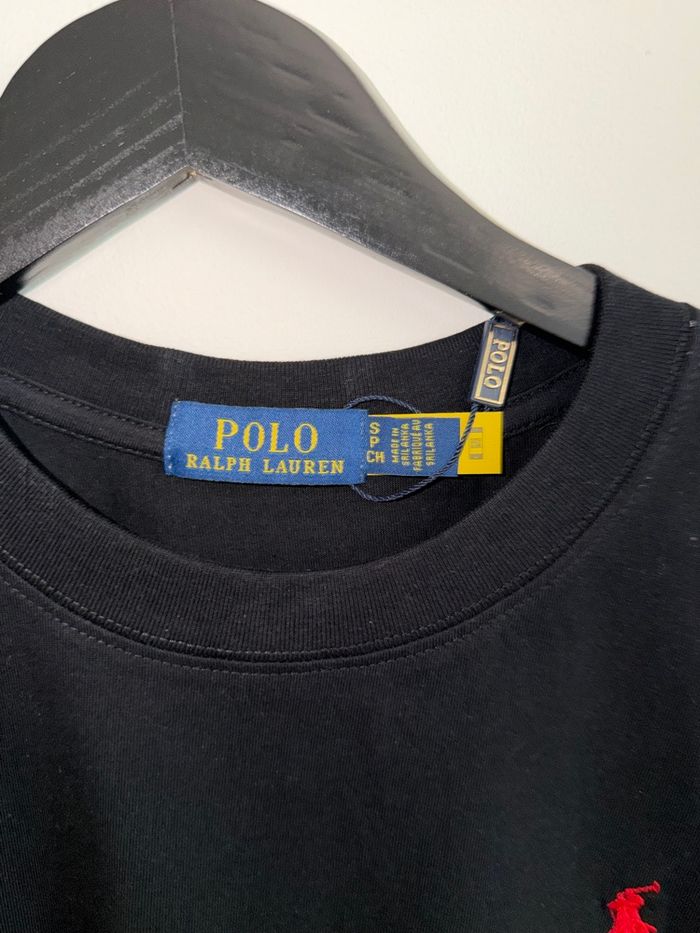 POLO
POLO
RALPH LAUREN
S
P
CH
MADE IN
SRI LANKA
FABRIQUÉ AU
SRI LANKA